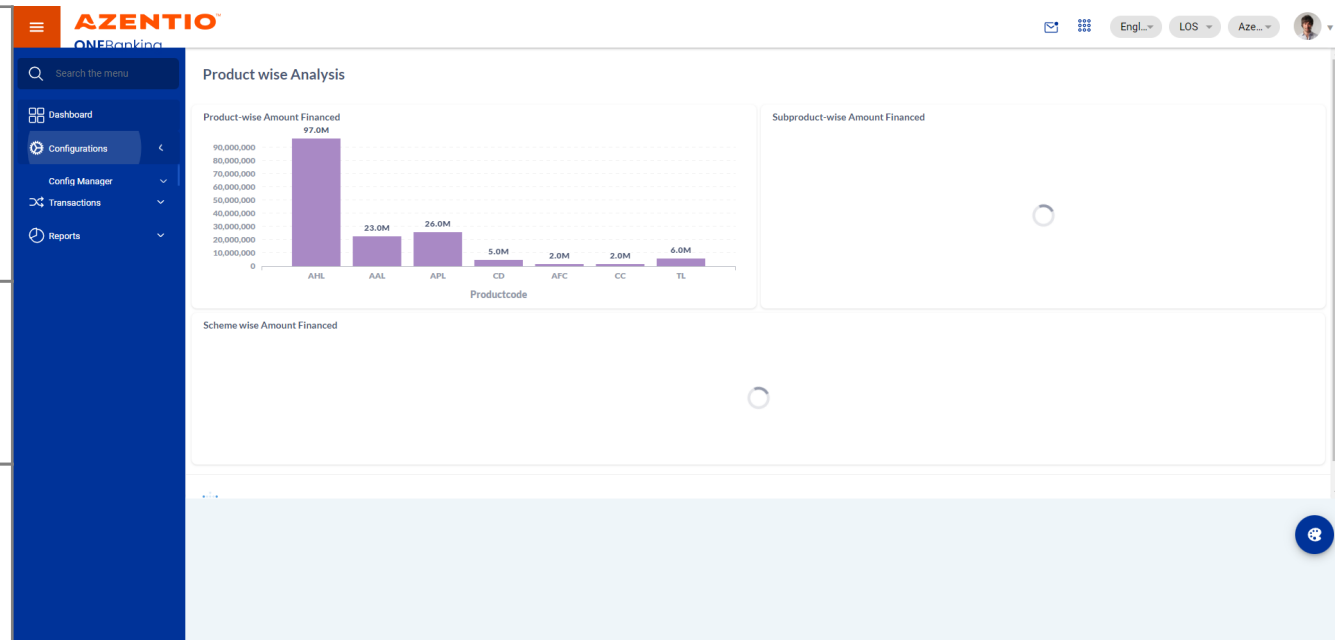 AZENTIO
ONEBanking
Engl...
LOS
Aze...
Search the menu
Dashboard
Configurations
Config Manager
Transactions
Reports
Product wise Analysis
Product-wise Amount Financed
97.0M
90,000,000
80,000,000
70,000,000
60,000,000
50,000,000
40,000,000
30,000,000
20,000,000
10,000,000
0
23.0M
26.0M
5.0M
2.0M
2.0M
6.0M
AHL AAL APL CD AFC CC TL
Productcode
Subproduct-wise Amount Financed
Scheme wise Amount Financed